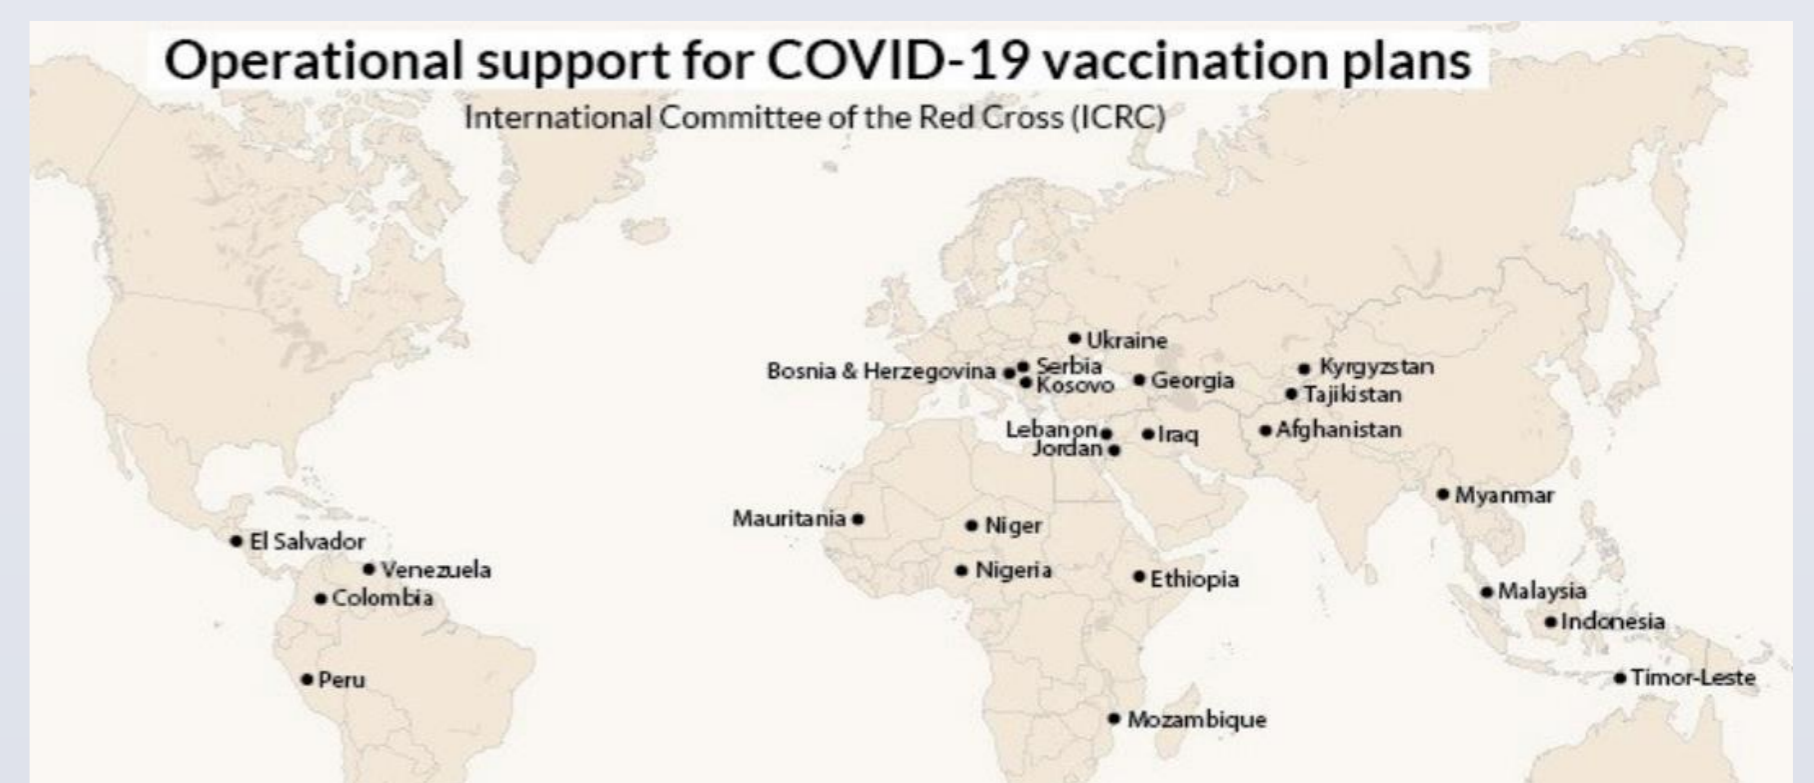 Operational support for COVID-19 vaccination plans
International Committee of the Red Cross (ICRC)
Ukraine
Bosnia & Herzegovina
Serbia
Kosovo
Georgia
Kyrgyzstan
Tajikistan
Lebanon
Iraq
Afghanistan
Jordan
Myanmar
Mauritania
Niger
El Salvador
Venezuela
Nigeria
Ethiopia
Colombia
Malaysia
Indonesia
Peru
Timor-Leste
Mozambique